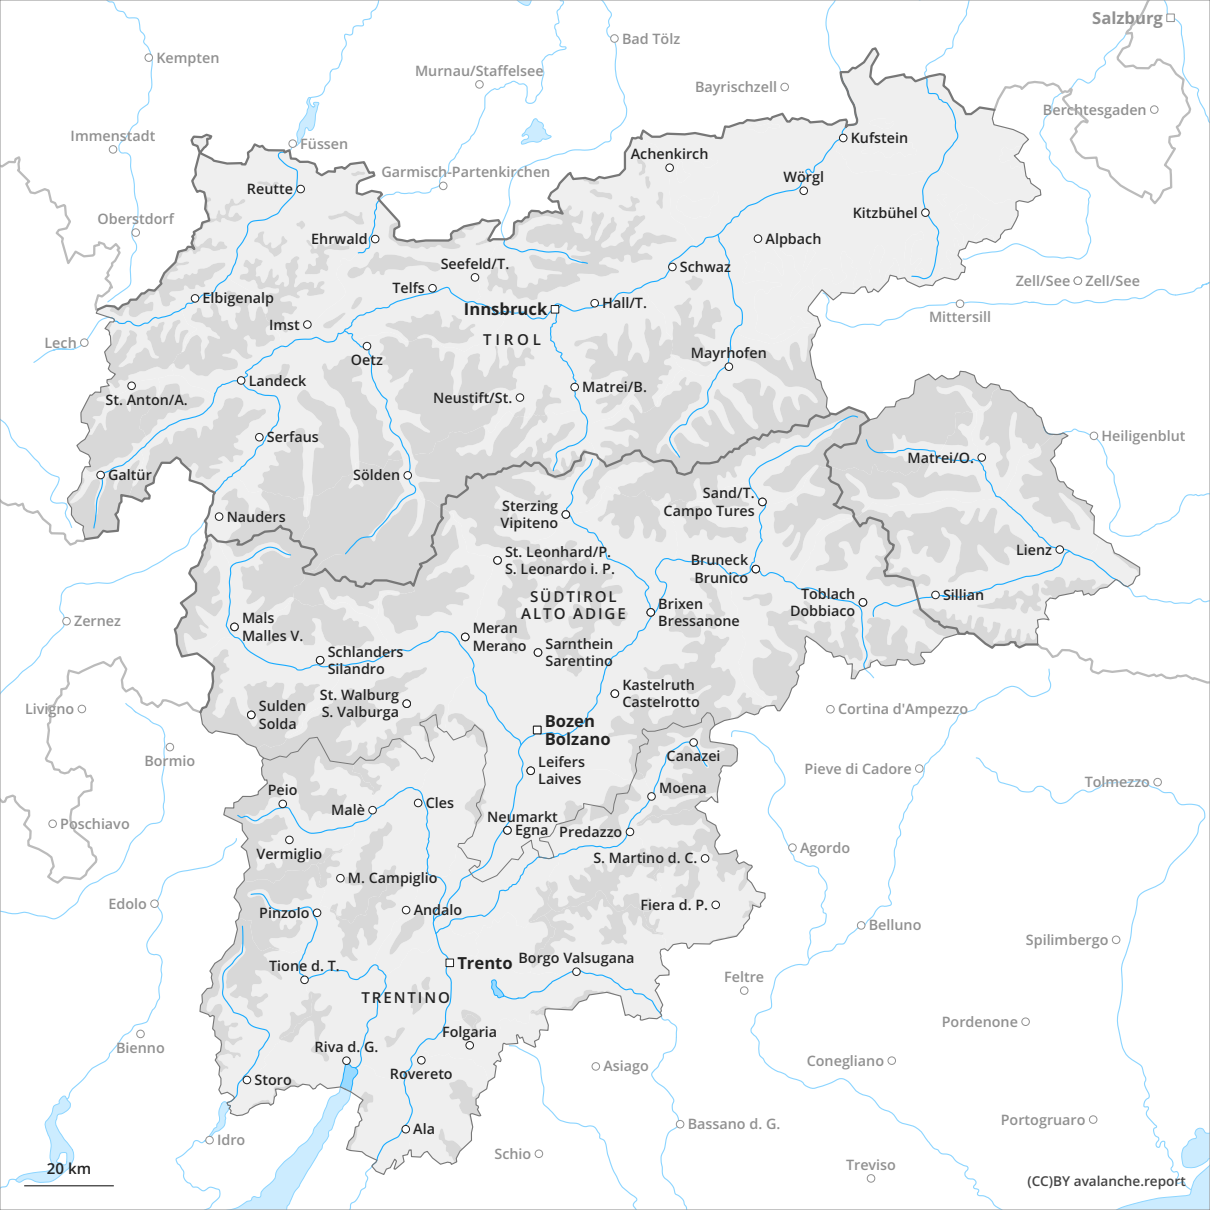 Salzburg
Kempten
Bad Tölz
Murnau/Staffelsee
Bayrischzell
Berchtesgaden
Immenstadt
Füssen
Kufstein
Achenkirch
Garmisch-Partenkirchen
Wörgl
Reutte
Oberstdorf
Kitzbühel
Ehrwald
Alpbach
Seefeld/T.
Schwaz
Zell/See
Zell/See
Telfs
Elbigenalp
Hall/T.
Innsbruck
Mittersill
Imst
TIROL
Lech
Mayrhofen
Oetz
Landeck
Matrei/B.
St. Anton/A.
Neustift/St.
Serfaus
Heiligenblut
Matrei/O.
Galtür
Sölden
Sand/T.
Campo Tures
Sterzing
Vipiteno
Nauders
Lienz
St. Leonhard/P.
S. Leonardo i. P.
Bruneck
Brunico
SÜDTIROL
ALTO ADIGE
Toblach
Dobbiaco
Sillian
Brixen
Bressanone
Zernez
Mals
Malles V.
Meran
Merano
Sarnthein
Sarentino
Schlanders
Silandro
Kastelruth
Castelrotto
St. Walburg
S. Valburga
Sulden
Solda
Livigno
Cortina d'Ampezzo
Bozen
Bolzano
Bormio
Canazei
Leifers
Laives
Pieve di Cadore
Tolmezzo
Peio
Moena
Malè
Cles
Neumarkt
Egna
Predazzo
Poschiavo
Vermiglio
Agordo
S. Martino d. C.
M. Campiglio
Edolo
Pinzolo
Andalo
Fiera d. P.
Belluno
Spilimbergo
Trento
Borgo Valsugana
Tione d. T.
Feltre
TRENTINO
Pordenone
Folgaria
Bienno
Riva d. G.
Conegliano
Asiago
Rovereto
Storo
Portogruaro
Bassano d. G.
Ala
Idro
Schio
Treviso
20 km
(CC)BY avalanche.report